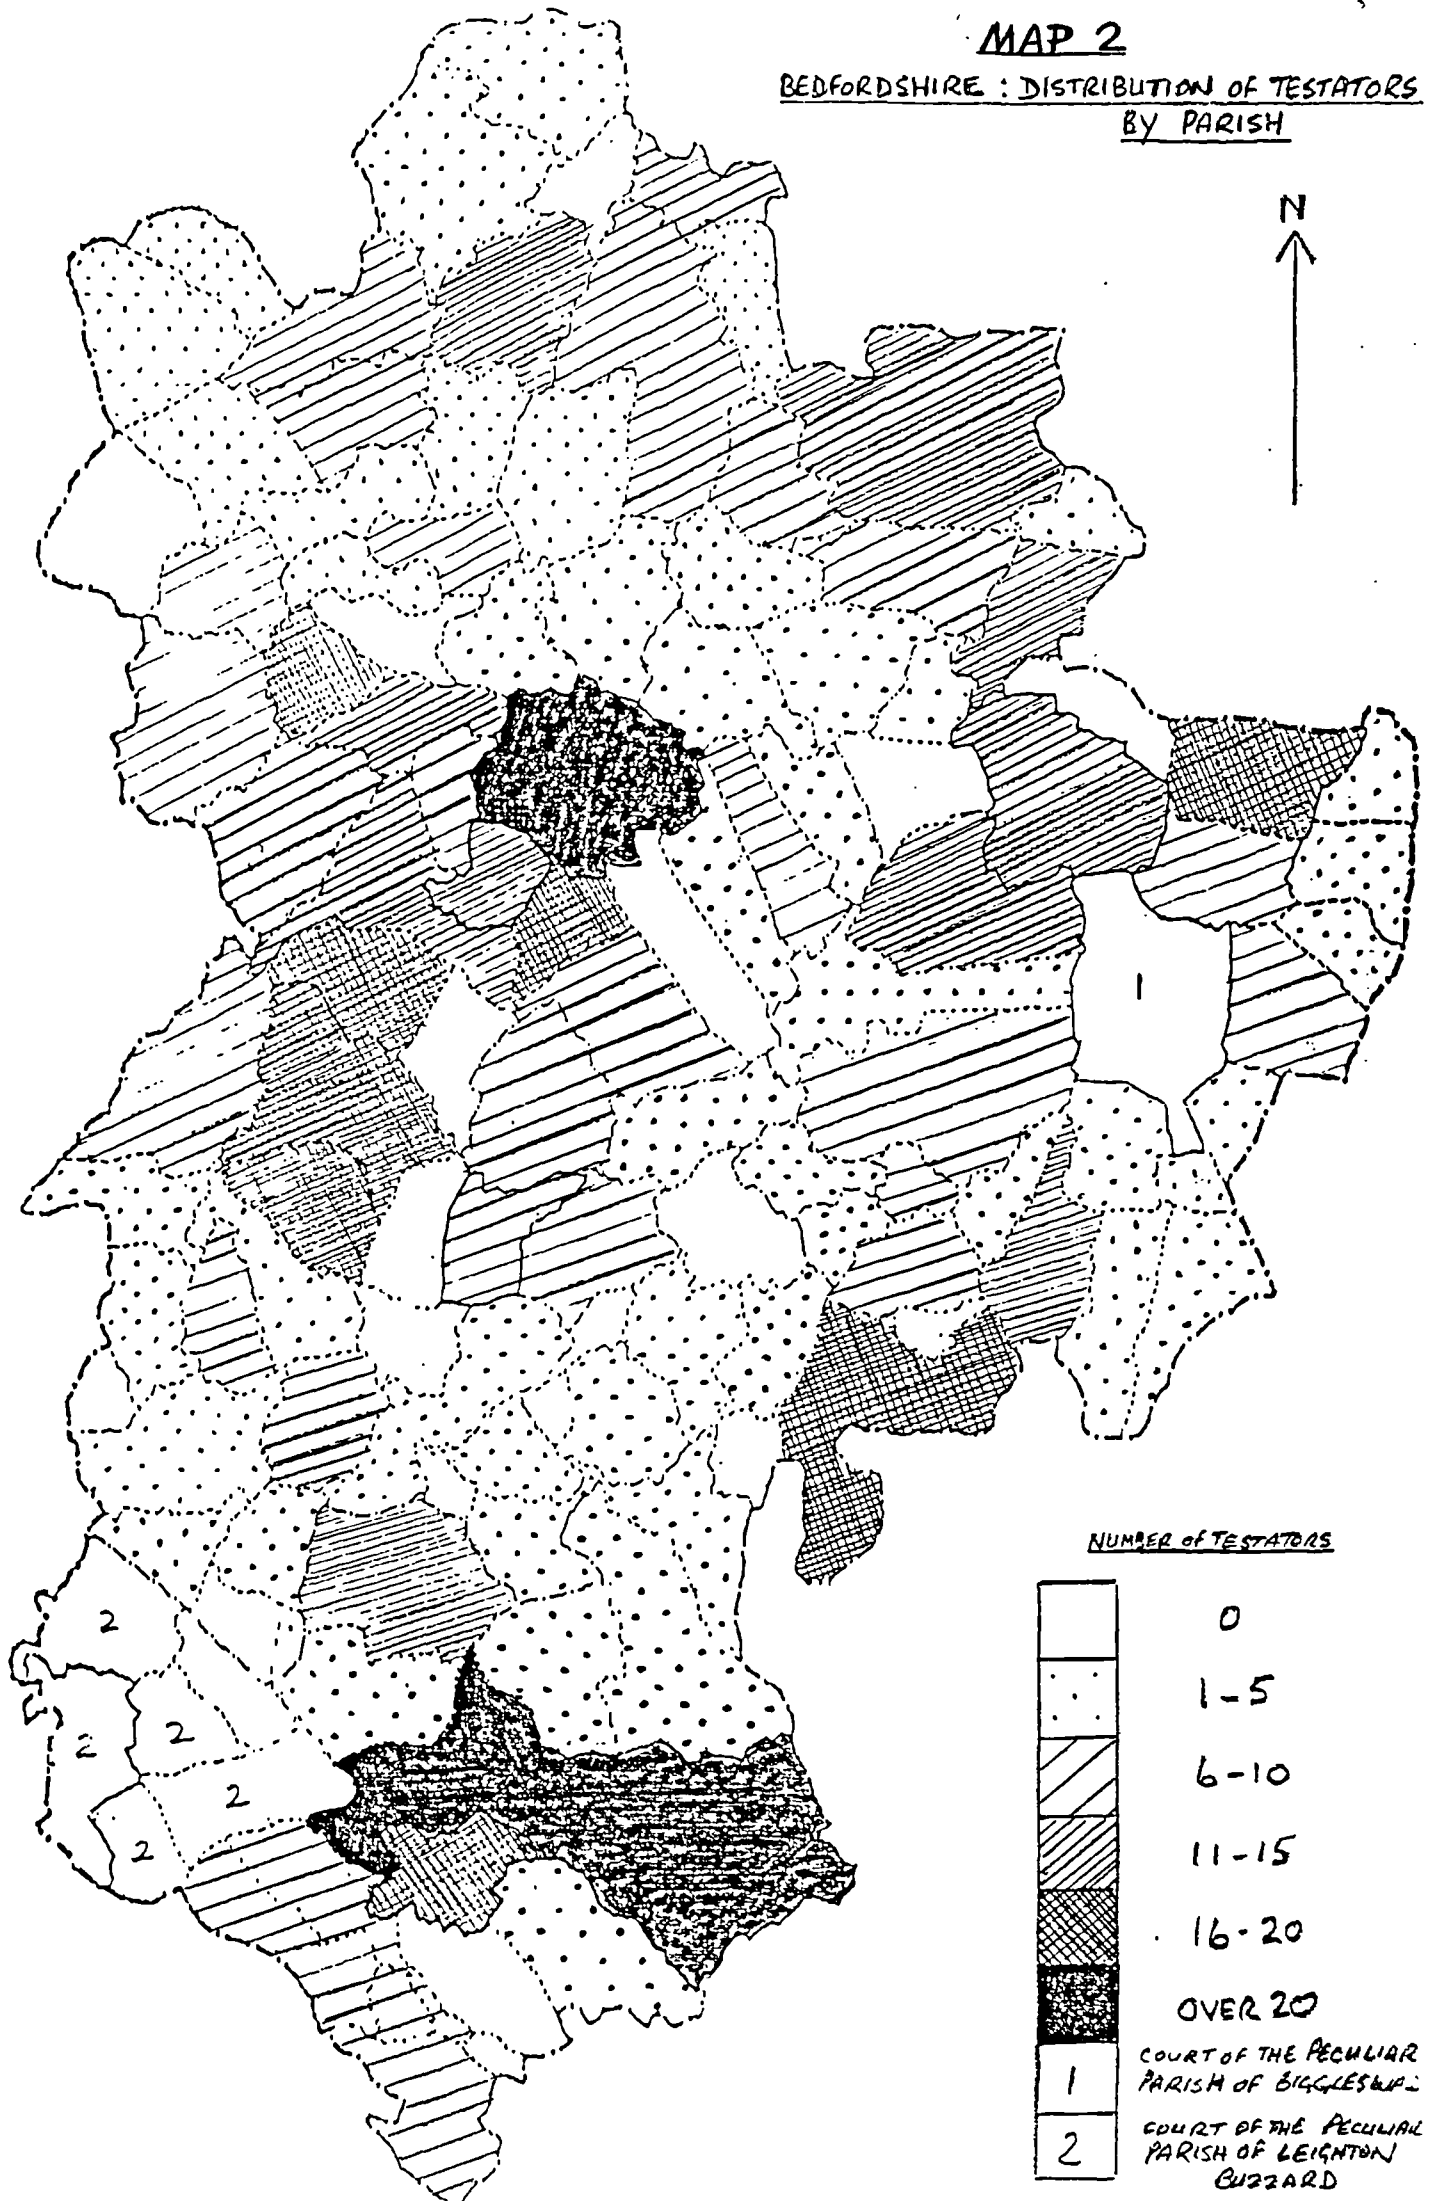 MAP 2
BEDFORDSHIRE : DISTRIBUTION OF TESTATORS
BY PARISH
N
1
2
2
2
2
2
NUMBER OF TESTATORS
0
1-5
6-10
11-15
16-20
OVER 20
1
COURT OF THE PECULIAR
PARISH OF
2
COURT OF THE PECULIAR
PARISH OF LEIGHTON
BUZZARD